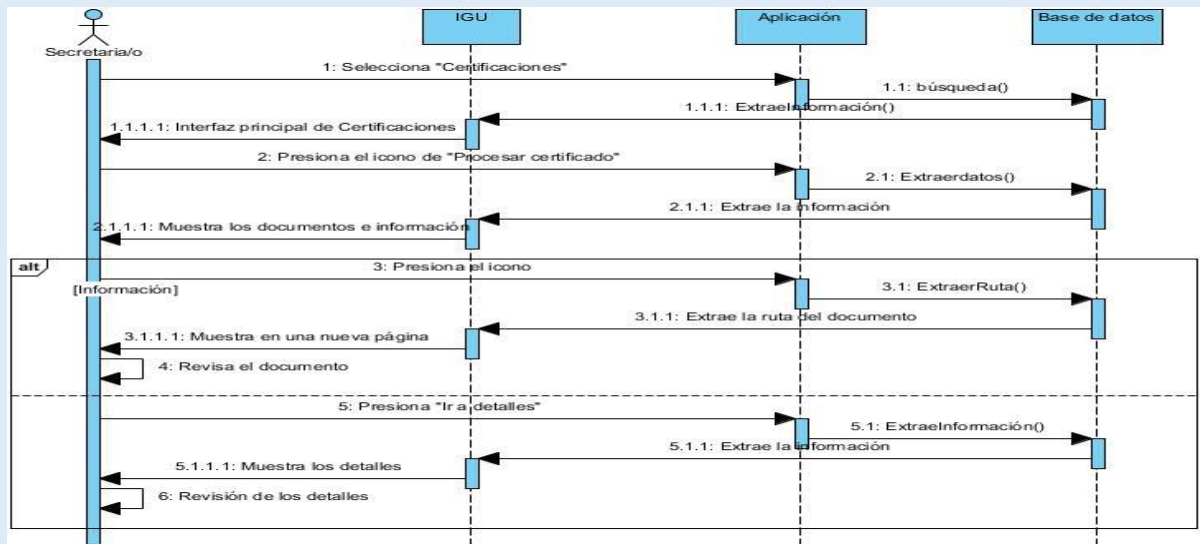 IGU
Aplicación
Base de datos
Secretaria/o
1: Selecciona "Certificaciones"
1.1: búsqueda()
1.1.1: ExtraeInformación()
1.1.1.1: Interfaz principal de Certificaciones
2: Presiona el icono de "Procesar certificado"
2.1: Extraerdatos()
2.1.1: Extrae la información
2.1.1.1: Muestra los documentos e información
alt
3: Presiona el icono
[Información]
3.1: ExtraerRuta()
3.1.1: Extrae la ruta del documento
3.1.1.1: Muestra en una nueva página
4: Revisa el documento
5: Presiona "Ir a detalles"
5.1: ExtraeInformación()
5.1.1: Extrae la información
5.1.1.1: Muestra los detalles
6: Revisión de los detalles